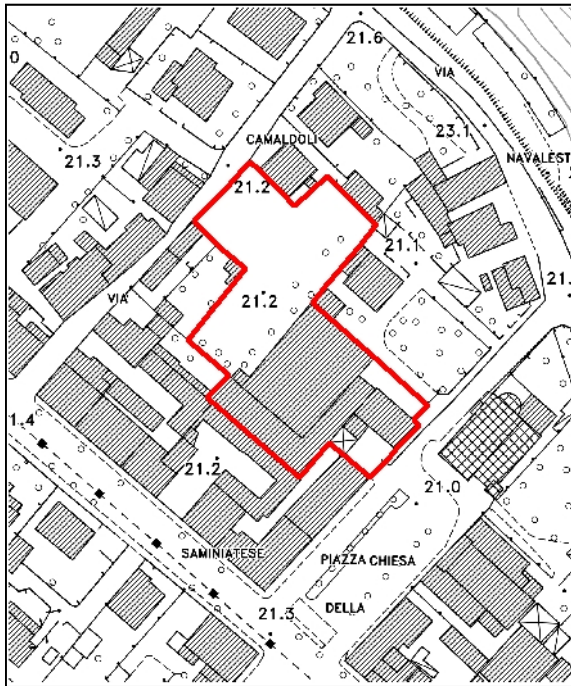 21.6
VIA
0
23.1
CAMALDOLI
NAVALEST
21.3
21.2
21.1
21.2
VIA
21.
1.4
21.2
21.0
SAMINIATESE
PIAZZA CHIESA
DELLA
21.3